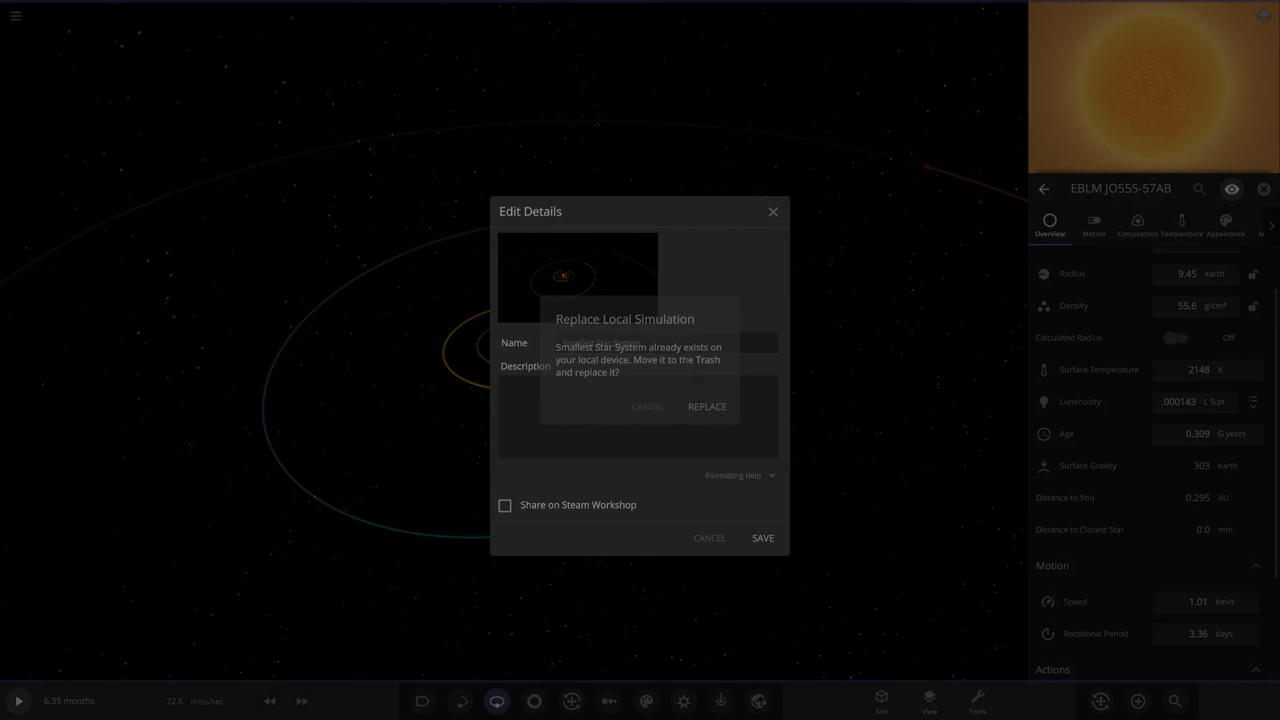 EBLM JO555-57AB
Overview
Motion
Composition
Temperature
Appearance
Radius 9.45 earth
Density 55.6 g/cm³
Calculated Radius Off
Surface Temperature 2148 K
Luminosity .000143 L Sun
Age 0.309 G years
Surface Gravity 303 earth
Distance to You 0.295 AU
Distance to Closest Star 0.0 mm
Motion
Speed 1.01 km/s
Rotational Period 3.36 days
Actions
Edit Details
Name
Description
Replace Local Simulation
Smallest Star System already exists on
your local device. Move it to the Trash
and replace it?
CANCEL REPLACE
Formatting Help
Share on Steam Workshop
CANCEL SAVE
6.39 months
22.6 mins/sec
Sim
View
Tools